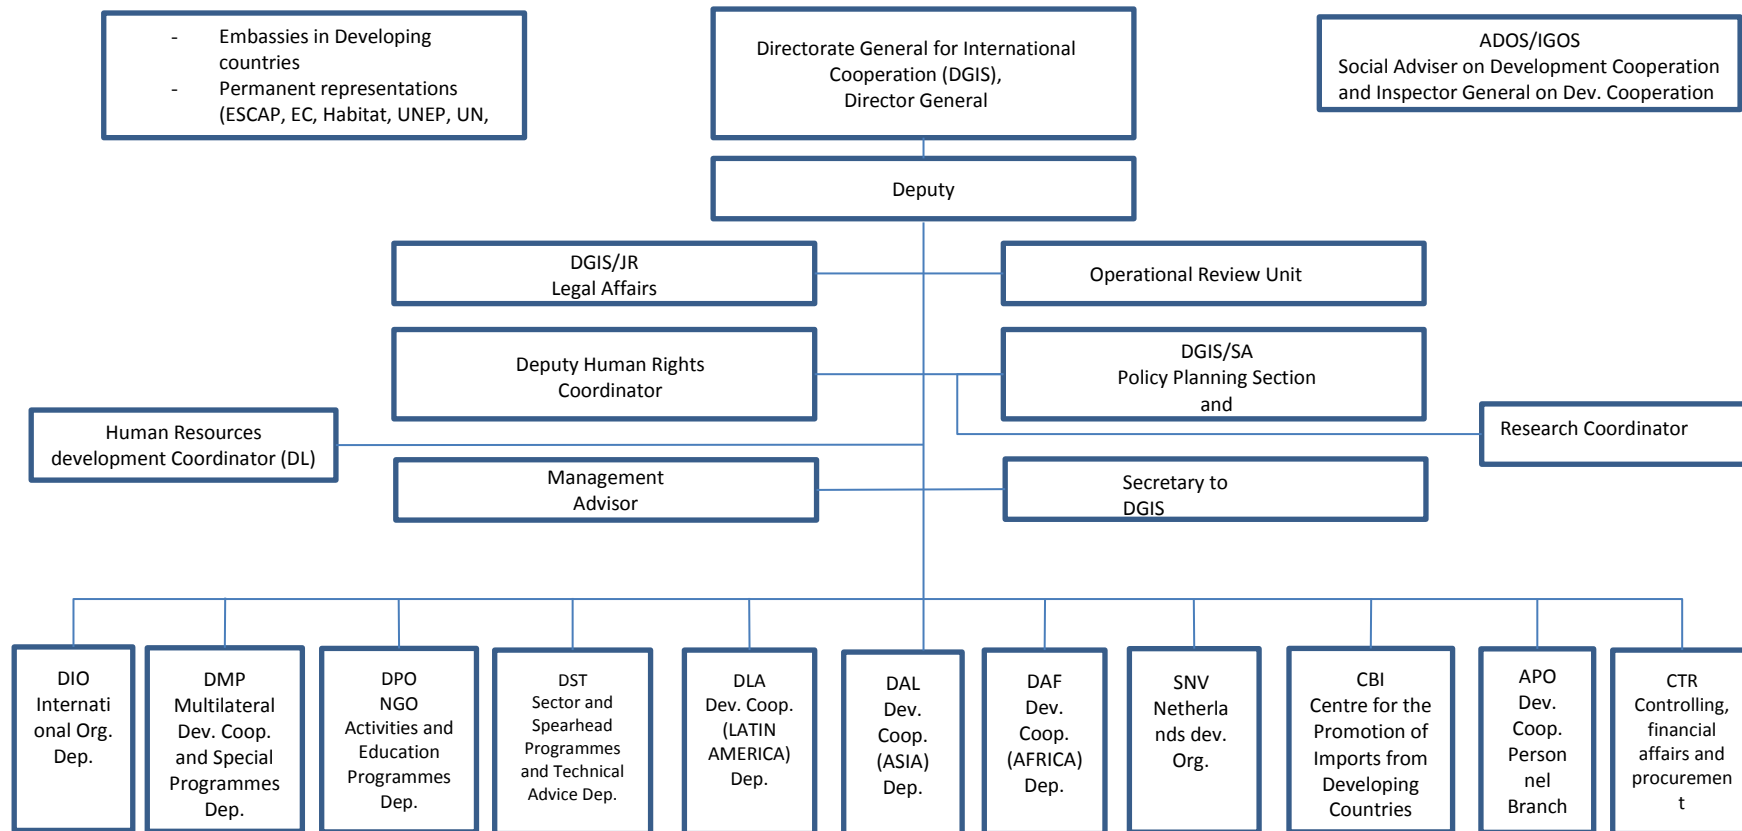 - Embassies in Developing
countries
- Permanent representations
(ESCAP, EC, Habitat, UNEP, UN,
Directorate General for International
Cooperation (DGIS),
Director General
ADOS/IGOS
Social Adviser on Development Cooperation
and Inspector General on Dev. Cooperation
Deputy
DGIS/JR
Legal Affairs
Operational Review Unit
Deputy Human Rights
Coordinator
DGIS/SA
Policy Planning Section
and
Human Resources
development Coordinator (DL)
Research Coordinator
Management
Advisor
Secretary to
DGIS
DIO
Internati
onal Org.
Dep.
DMP
Multilateral
Dev. Coop.
and Special
Programmes
Dep.
DPO
NGO
Activities and
Education
Programmes
Dep.
DST
Sector and
Spearhead
Programmes
and Technical
Advice Dep.
DLA
Dev. Coop.
(LATIN
AMERICA)
Dep.
DAL
Dev.
Coop.
(ASIA)
Dep.
DAF
Dev.
Coop.
(AFRICA)
Dep.
SNV
Netherla
nds dev.
Org.
CBI
Centre for the
Promotion of
Imports from
Developing
Countries
APO
Dev.
Coop.
Person
nel
Branch
CTR
Controlling,
financial
affairs and
procuremen
t